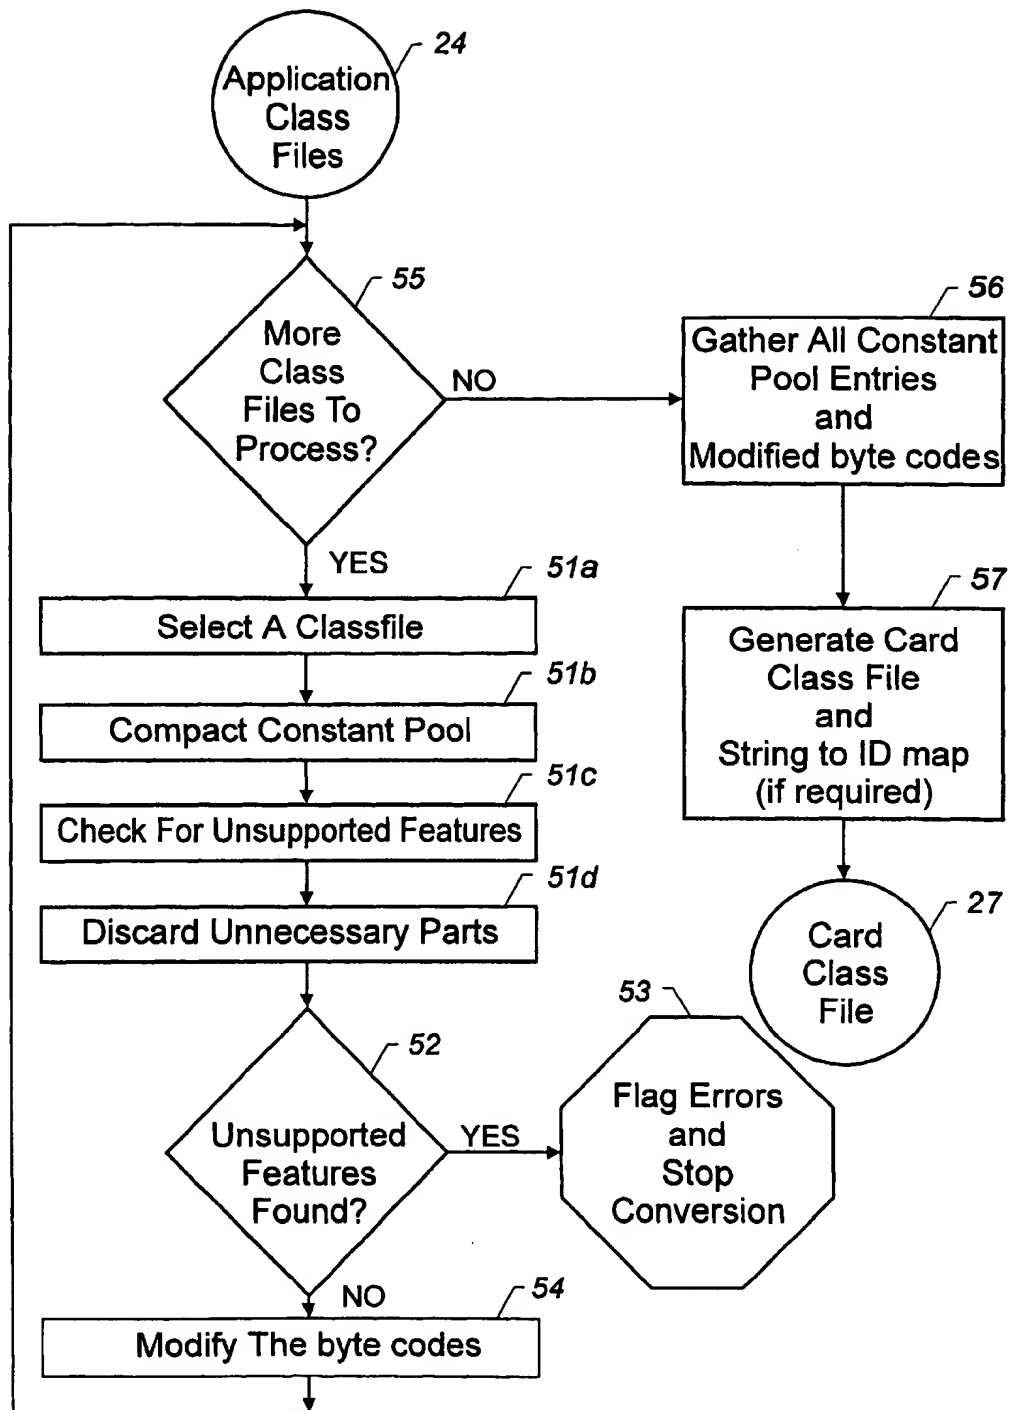 24
Application
Class
Files
55
More
Class
Files To
Process?
NO
YES
56
Gather All Constant
Pool Entries
and
Modified byte codes
51a
Select A Classfile
51b
Compact Constant Pool
51c
Check For Unsupported Features
51d
Discard Unnecessary Parts
57
Generate Card
Class File
and
String to ID map
(if required)
27
Card
Class
File
52
Unsupported
Features
Found?
YES
NO
53
Flag Errors
and
Stop
Conversion
54
Modify The byte codes